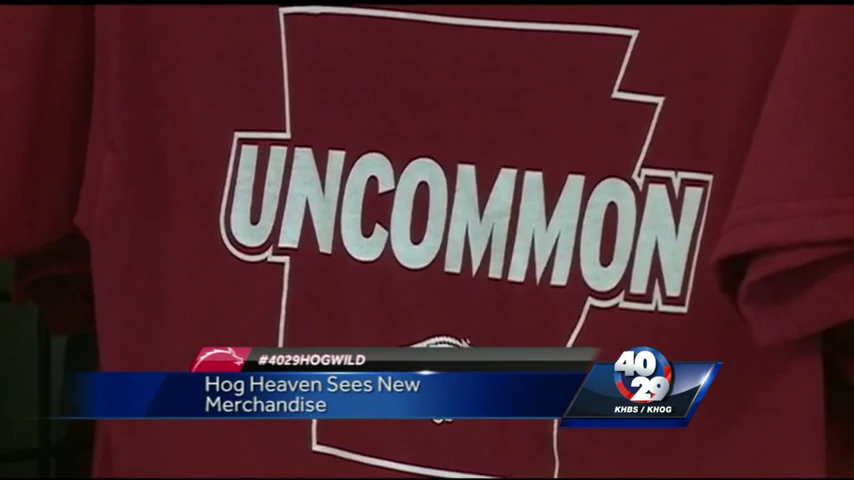 UNCOMMON
#4029HOGWILD
Hog Heaven Sees New
Merchandise
40
29
KHBS / KHOG